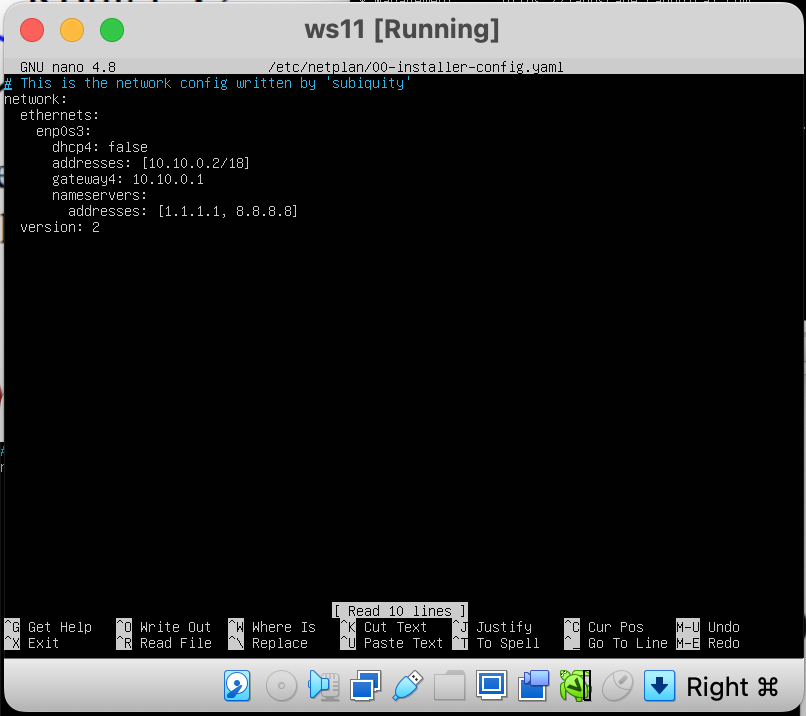 ws11 [Running]
GNU nano 4.8 /etc/netplan/00-installer-config.yaml
# This is the network config written by 'subiquity'
network:
  ethernets:
    enp0s3:
      dhcp4: false
      addresses: [10.10.0.2/18]
      gateway4: 10.10.0.1
      nameservers:
        addresses: [1.1.1.1, 8.8.8.8]
  version: 2
[ Read 10 lines ]
^G Get Help ^O Write Out ^W Where Is ^K Cut Text ^J Justify ^C Cur Pos M-U Undo
^X Exit ^R Read File ^\ Replace ^U Paste Text ^T To Spell ^_ Go To Line M-E Redo
Right ⌘